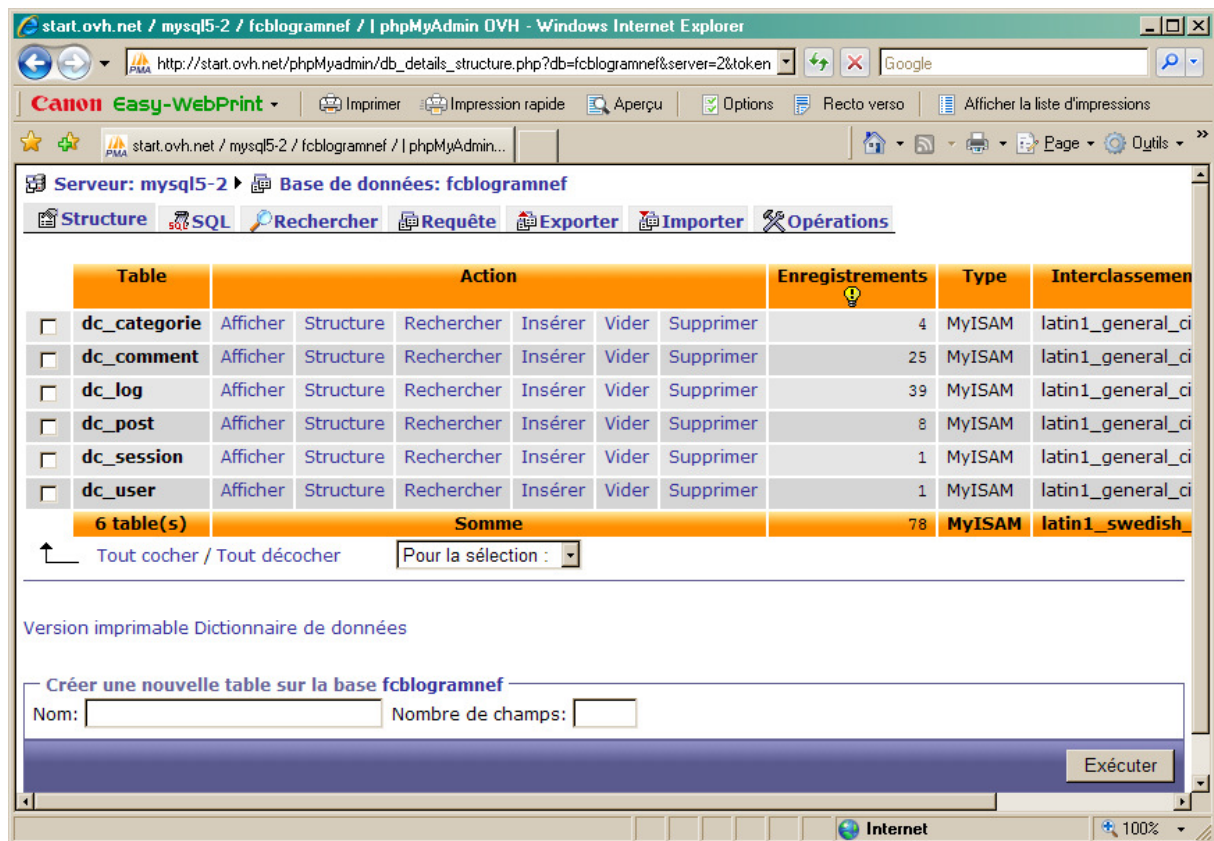 start.ovh.net / mysql5-2 / fcblogramnef / | phpMyAdmin OVH - Windows Internet Explorer
http://start.ovh.net/phpMyadmin/db_details_structure.php?db=fcblogramnef&server=2&token Google
Canon Easy-WebPrint Imprimer Impression rapide Aperçu Options Recto verso Afficher la liste d'impressions
PMA start.ovh.net / mysql5-2 / fcblogramnef / | phpMyAdmin... Page Outils »
Serveur: mysql5-2 Base de données: fcblogramnef
Structure SQL Rechercher Requête Exporter Importer Opérations
Table Action Enregistrements Type Interclassemen
dc_categorie Afficher Structure Rechercher Insérer Vider Supprimer 4 MyISAM latin1_general_ci
dc_comment Afficher Structure Rechercher Insérer Vider Supprimer 25 MyISAM latin1_general_ci
dc_log Afficher Structure Rechercher Insérer Vider Supprimer 39 MyISAM latin1_general_ci
dc_post Afficher Structure Rechercher Insérer Vider Supprimer 8 MyISAM latin1_general_ci
dc_session Afficher Structure Rechercher Insérer Vider Supprimer 1 MyISAM latin1_general_ci
dc_user Afficher Structure Rechercher Insérer Vider Supprimer 1 MyISAM latin1_general_ci
6 table(s) Somme 78 MyISAM latin1_swedish_
Tout cocher / Tout décocher Pour la sélection :
Version imprimable Dictionnaire de données
Créer une nouvelle table sur la base fcblogramnef
Nom: Nombre de champs:
Exécuter
Internet 100%